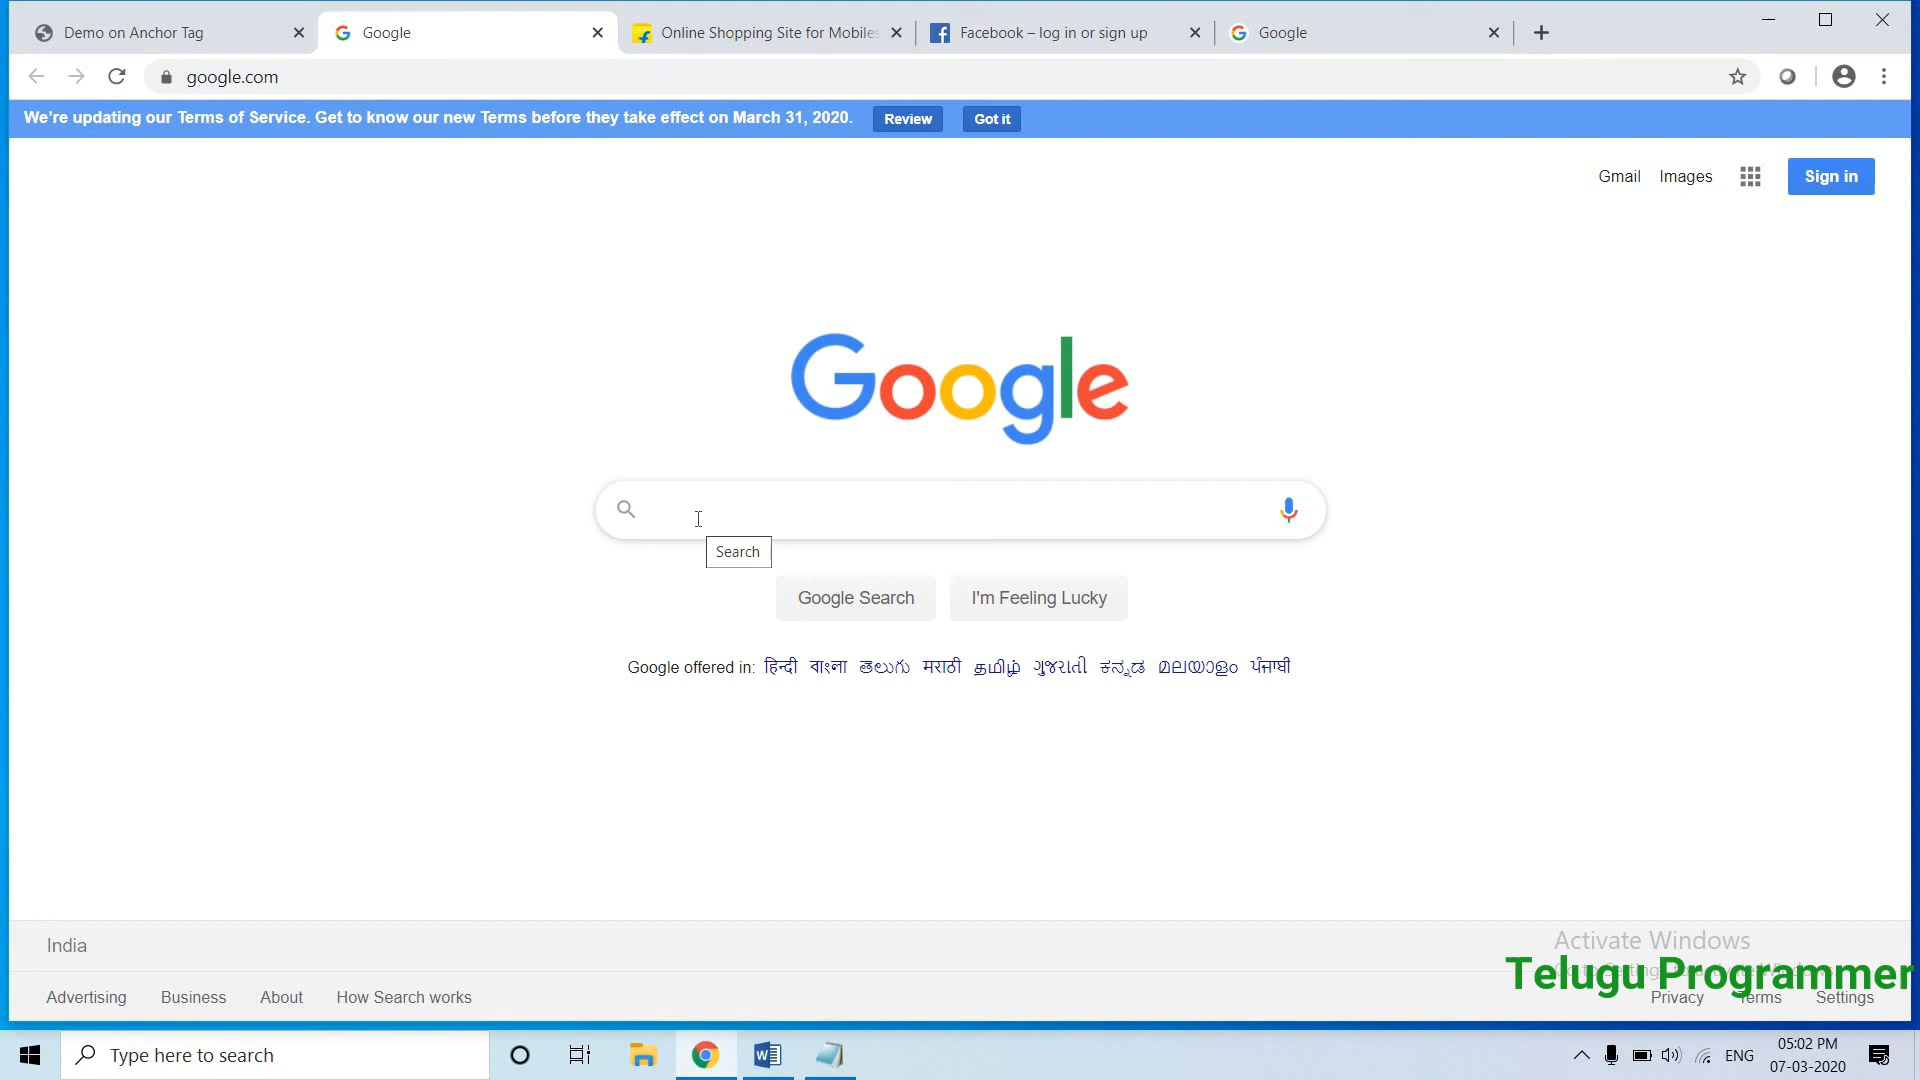 Demo on Anchor Tag
Google
Online Shopping Site for Mobiles
Facebook – log in or sign up
Google
google.com
We're updating our Terms of Service. Get to know our new Terms before they take effect on March 31, 2020. Review Got it
Gmail Images Sign in
Google
Search
Google Search I'm Feeling Lucky
Google offered in: हिन्दी বাংলা తెలుగు मराठी தமிழ் ગુજરાતી ಕನ್ನಡ മലയാളം ਪੰਜਾਬੀ
India
Activate Windows
Telugu Programmer
Advertising Business About How Search works Privacy Terms Settings
Type here to search
ENG
05:02 PM
07-03-2020